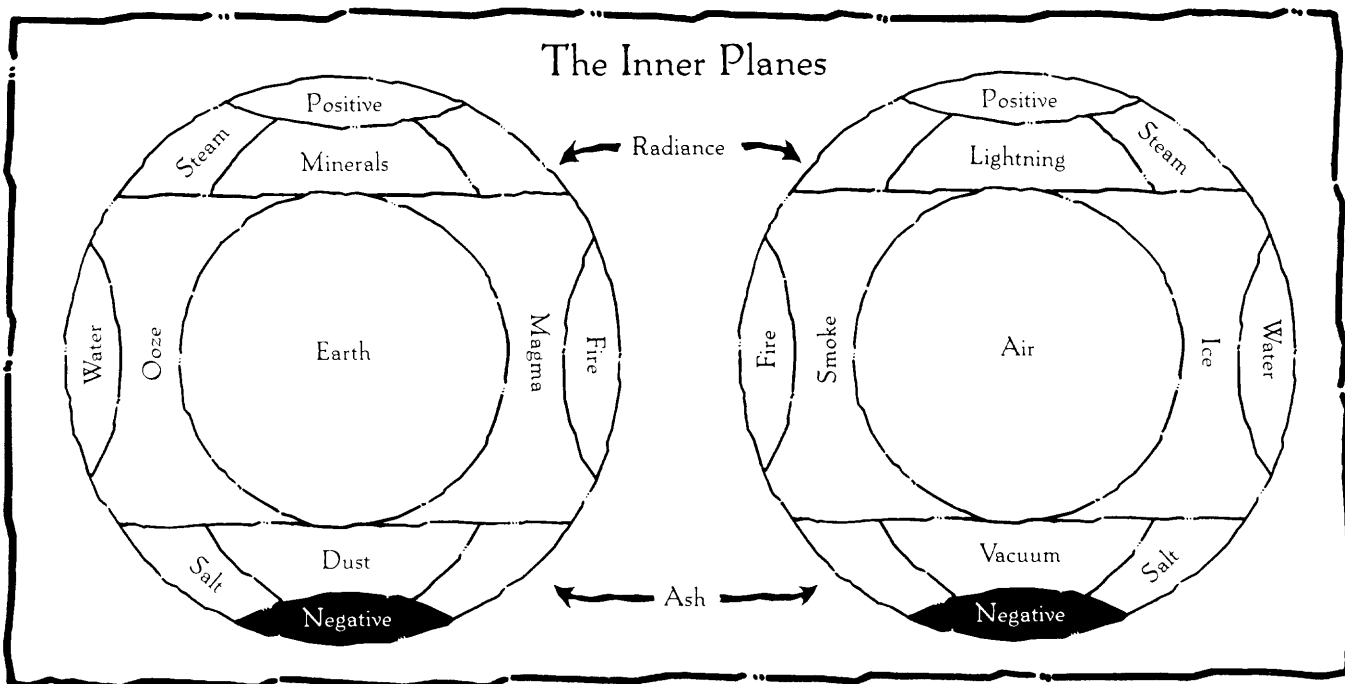 The Inner Planes
Positive
Steam
Minerals
Water
Ooze
Earth
Magma
Fire
Salt
Dust
Negative
Radiance
Ash
Positive
Lightning
Steam
Fire
Smoke
Air
Ice
Water
Vacuum
Salt
Negative